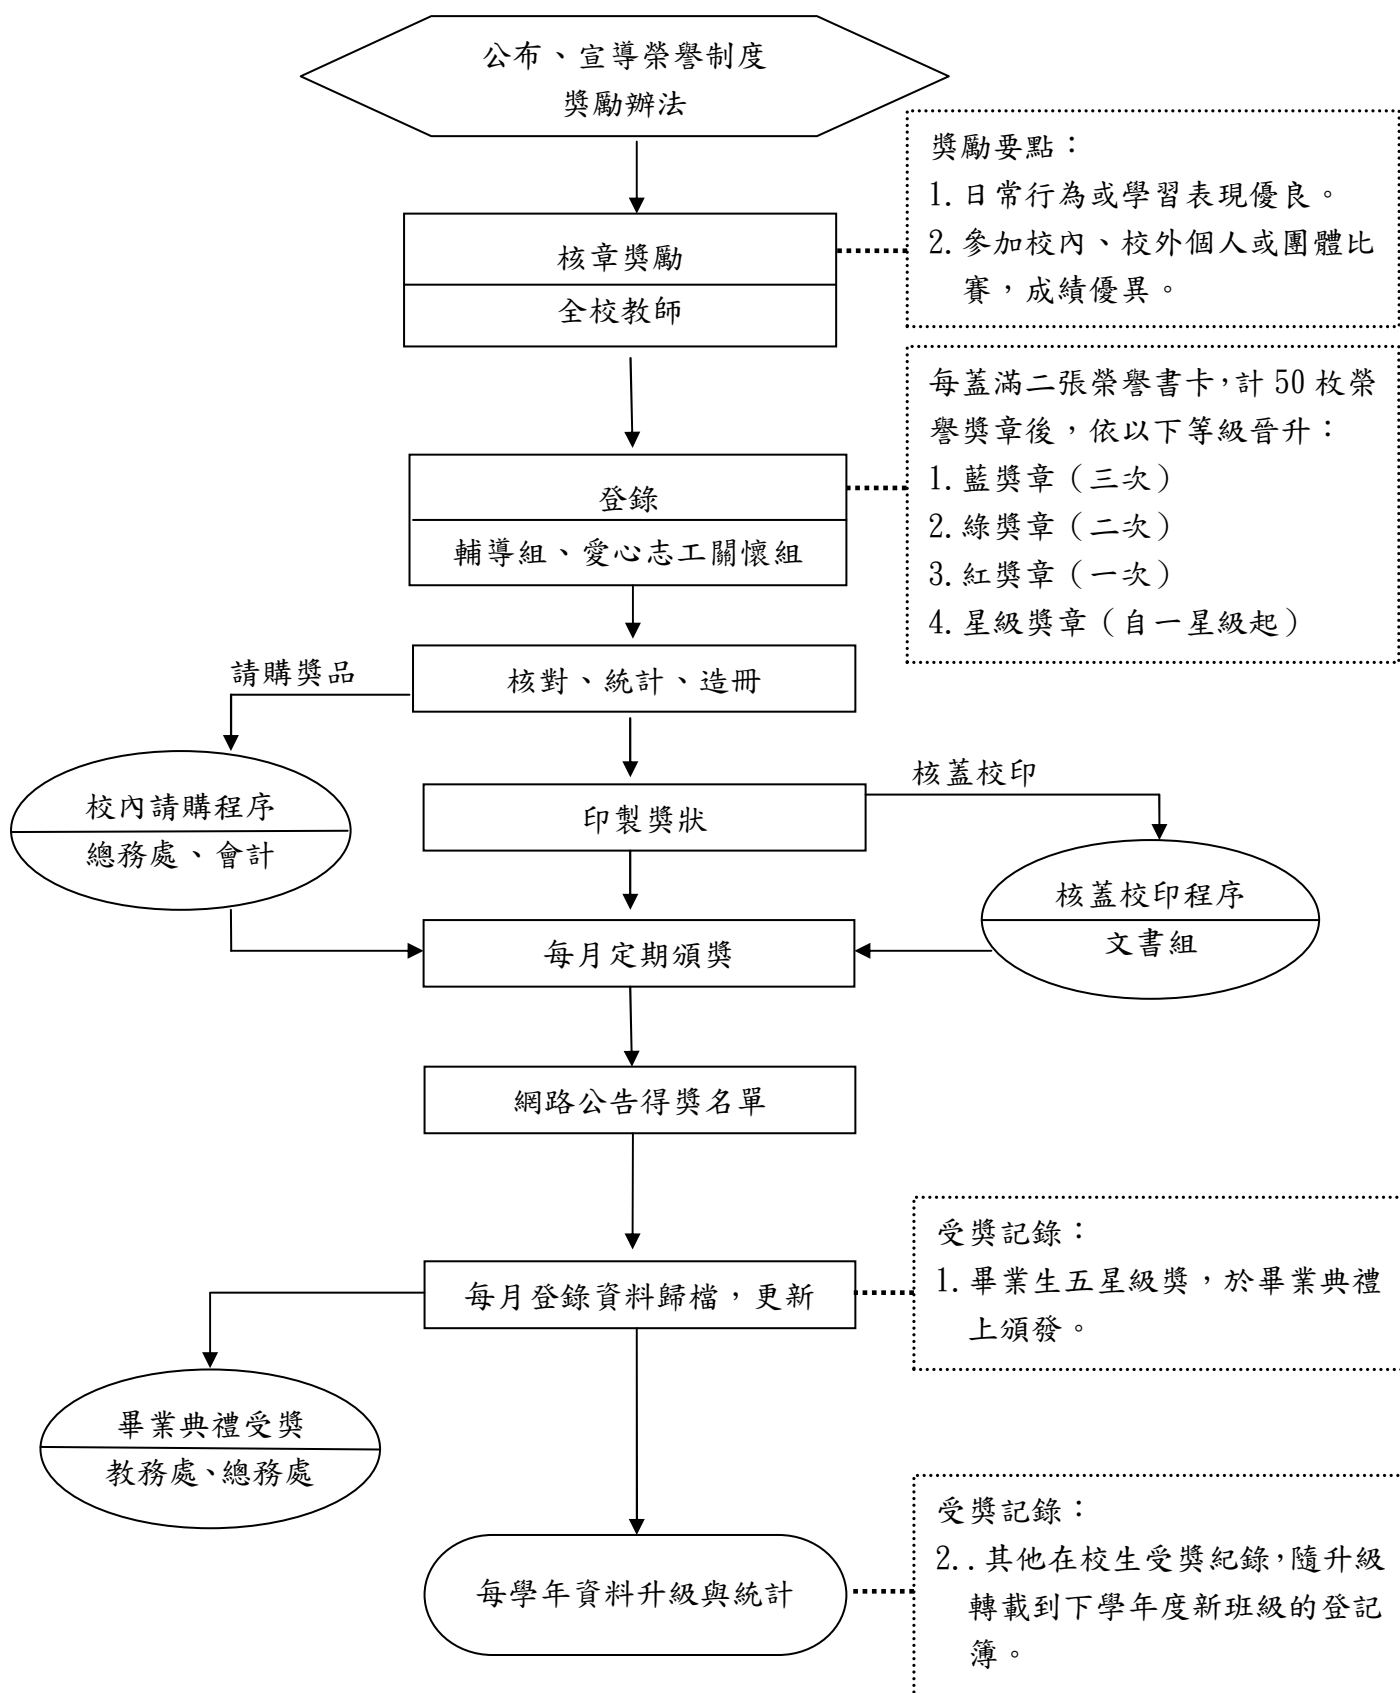 公布、宣導榮譽制度
獎勵辦法
獎勵要點：
1.日常行為或學習表現優良。
2.參加校內、校外個人或團體比
賽，成績優異。
核章獎勵
全校教師
每蓋滿二張榮譽書卡，計 50 枚榮
譽獎章後，依以下等級晉升：
1.藍獎章（三次）
2.綠獎章（二次）
3.紅獎章（一次）
4.星級獎章（自一星級起）
登錄
輔導組、愛心志工關懷組
請購獎品
核對、統計、造冊
校內請購程序
總務處、會計
印製獎狀
核蓋校印
核蓋校印程序
文書組
每月定期頒獎
網路公告得獎名單
受獎記錄：
1.畢業生五星級獎，於畢業典禮
上頒發。
每月登錄資料歸檔，更新
畢業典禮受獎
教務處、總務處
受獎記錄：
2..其他在校生受獎紀錄，隨升級
轉載到下學年度新班級的登記
簿。
每學年資料升級與統計